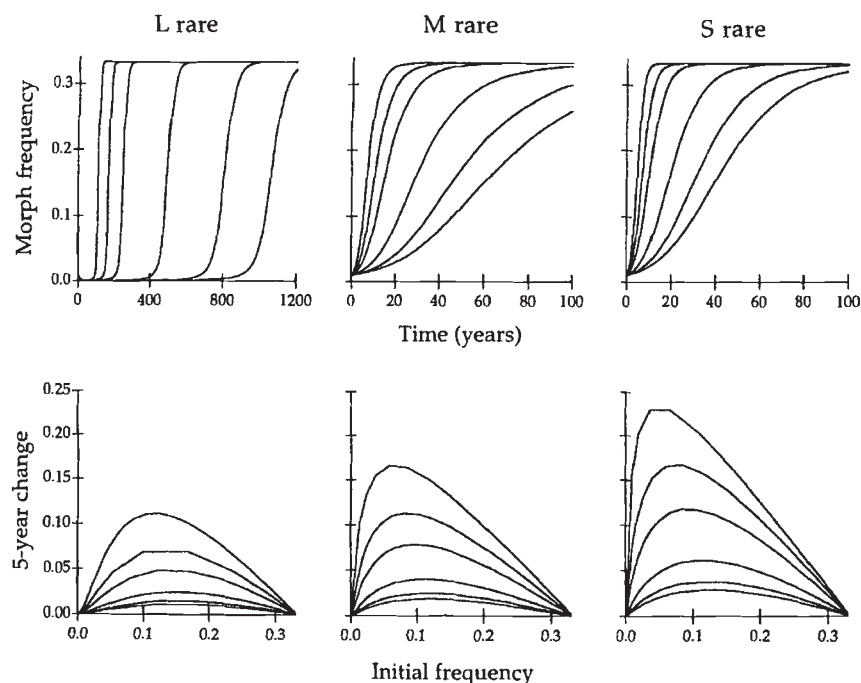 L rare M rare S rare
Morph frequency
0.3
0.2
0.1
0.0
0 400 800 1200 0 20 40 60 80 100 0 20 40 60 80 100
Time (years)
5-year change
0.25
0.20
0.15
0.10
0.05
0.00
0.0 0.1 0.2 0.3 0.0 0.1 0.2 0.3 0.0 0.1 0.2 0.3
Initial frequency